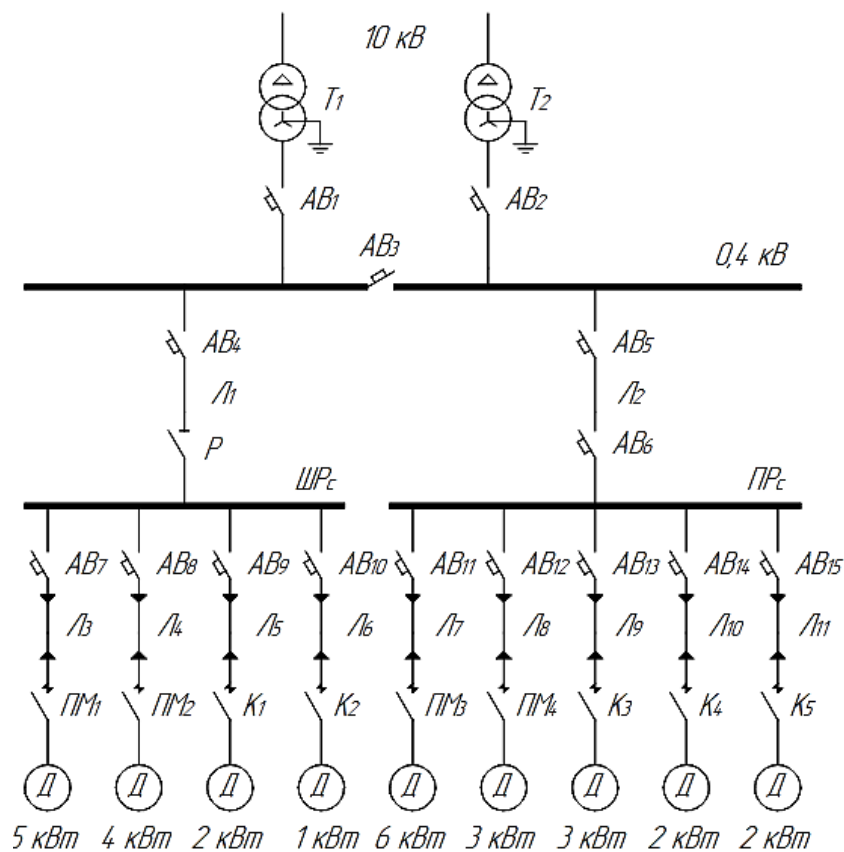 10 кВ
Т1 Т2
АВ1 АВ2
АВ3
0,4 кВ
АВ4 АВ5
Л1 Л2
Р АВ6
ШРс ПРс
АВ7 АВ8 АВ9 АВ10 АВ11 АВ12 АВ13 АВ14 АВ15
Л3 Л4 Л5 Л6 Л7 Л8 Л9 Л10 Л11
ПМ1 ПМ2 К1 К2 ПМ3 ПМ4 К3 К4 К5
Д Д Д Д Д Д Д Д Д
5 кВт 4 кВт 2 кВт 1 кВт 6 кВт 3 кВт 3 кВт 2 кВт 2 кВт